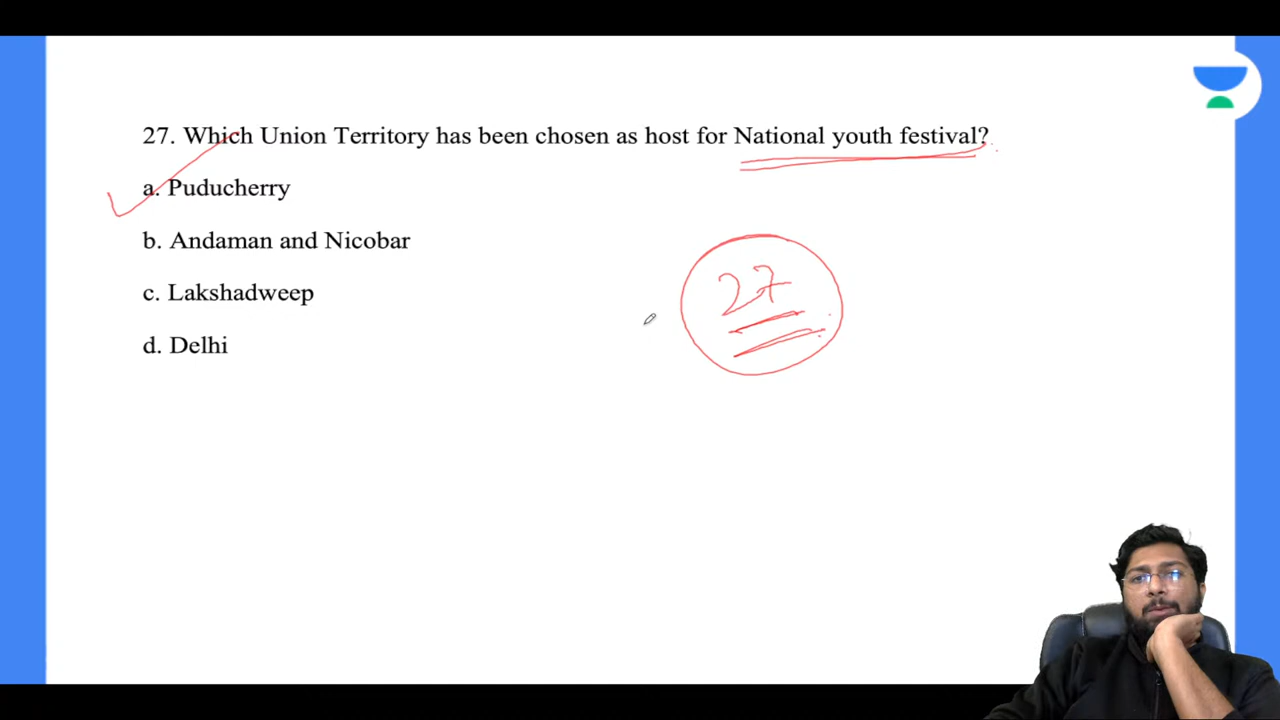 27. Which Union Territory has been chosen as host for National youth festival?
a. Puducherry
b. Andaman and Nicobar
27
c. Lakshadweep
d. Delhi